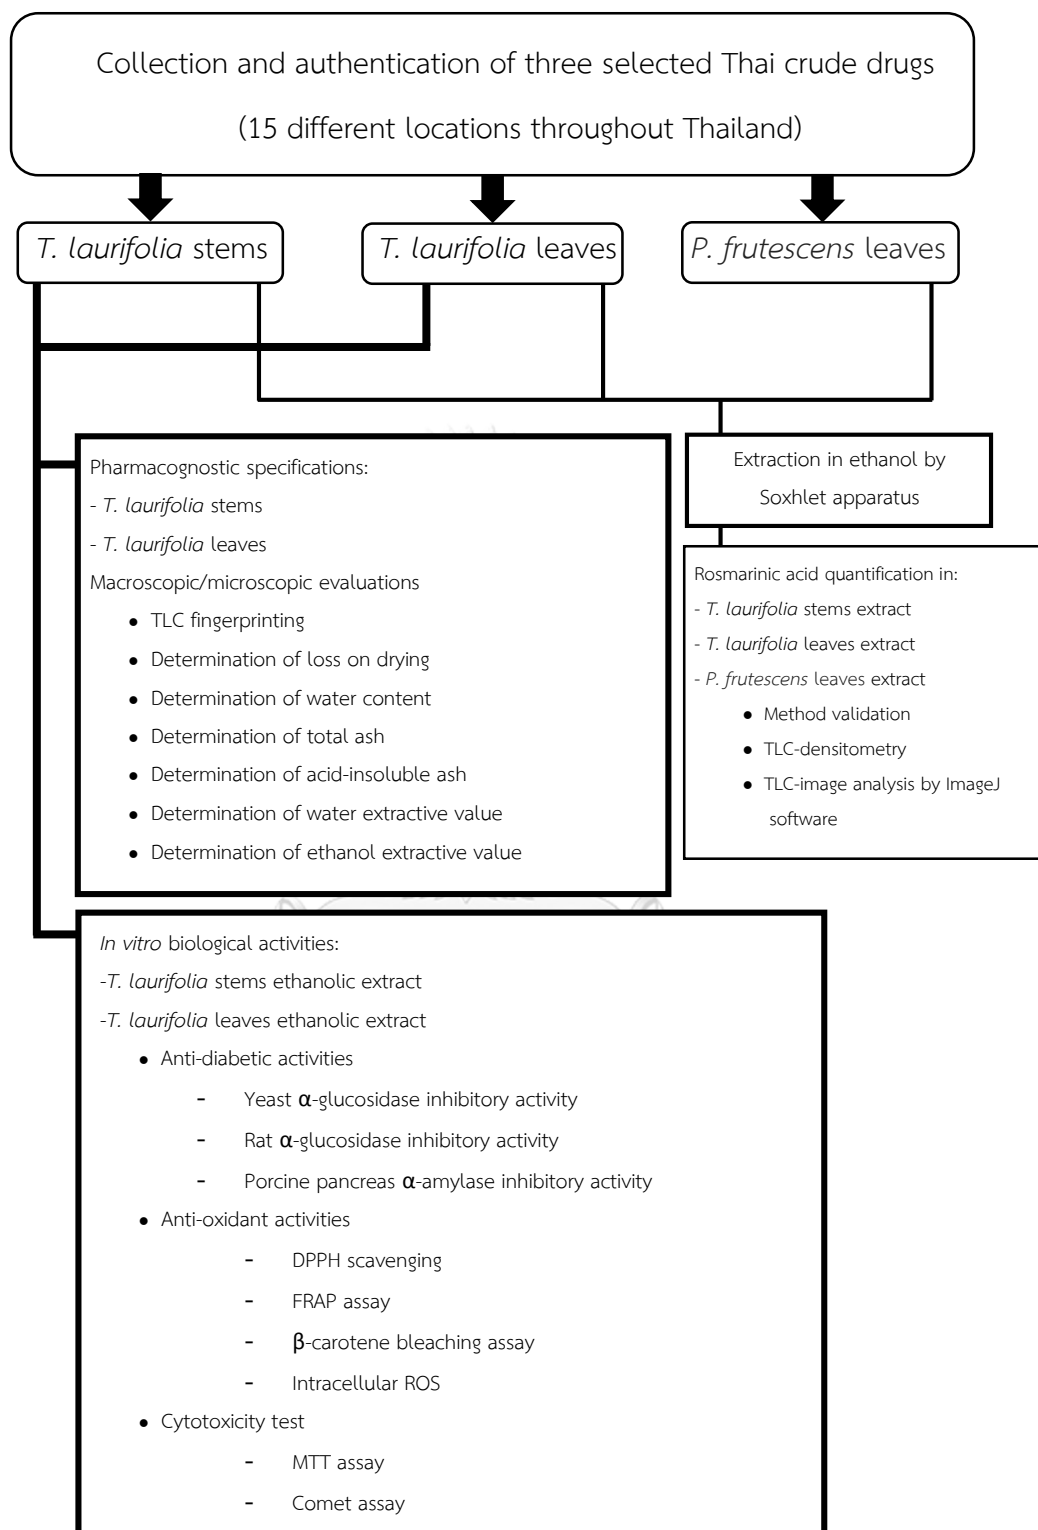 Collection and authentication of three selected Thai crude drugs
(15 different locations throughout Thailand)
T. laurifolia stems
T. laurifolia leaves
P. frutescens leaves
Pharmacognostic specifications:
- T. laurifolia stems
- T. laurifolia leaves
Macroscopic/microscopic evaluations
• TLC fingerprinting
• Determination of loss on drying
• Determination of water content
• Determination of total ash
• Determination of acid-insoluble ash
• Determination of water extractive value
• Determination of ethanol extractive value
Extraction in ethanol by
Soxhlet apparatus
Rosmarinic acid quantification in:
- T. laurifolia stems extract
- T. laurifolia leaves extract
- P. frutescens leaves extract
• Method validation
• TLC-densitometry
• TLC-image analysis by ImageJ
software
In vitro biological activities:
-T. laurifolia stems ethanolic extract
-T. laurifolia leaves ethanolic extract
• Anti-diabetic activities
- Yeast α-glucosidase inhibitory activity
- Rat α-glucosidase inhibitory activity
- Porcine pancreas α-amylase inhibitory activity
• Anti-oxidant activities
- DPPH scavenging
- FRAP assay
- β-carotene bleaching assay
- Intracellular ROS
• Cytotoxicity test
- MTT assay
- Comet assay